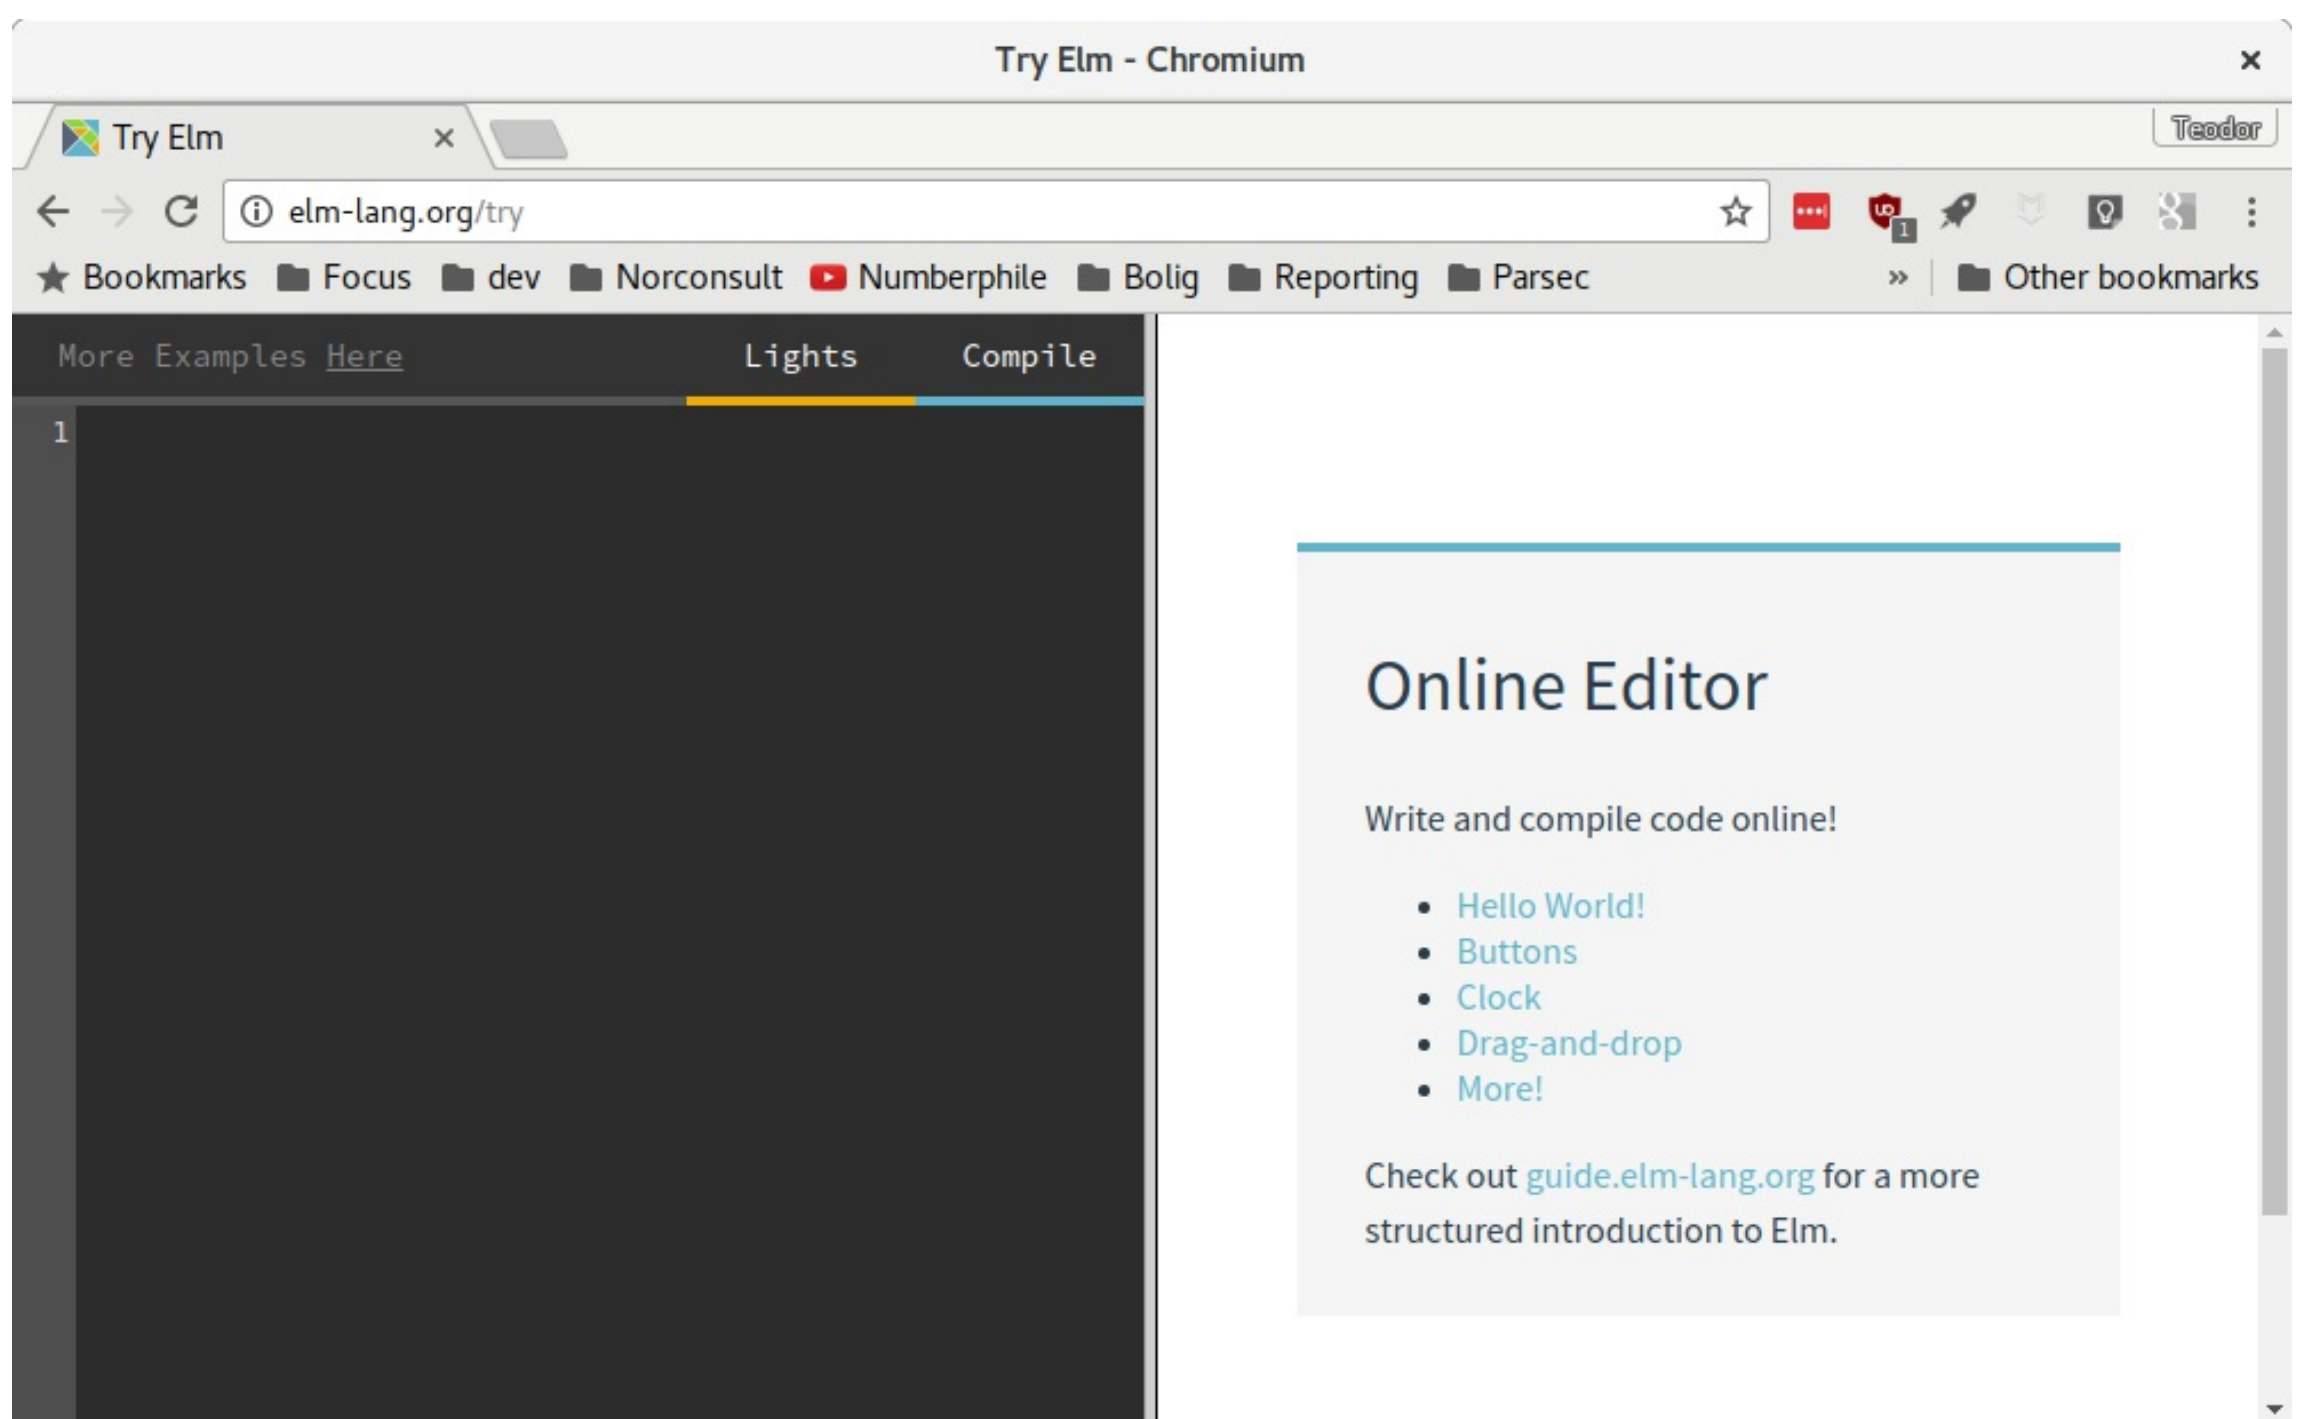 Try Elm - Chromium
Try Elm
Teodor
elm-lang.org/try
1
Bookmarks Focus dev Norconsult Numberphile Bolig Reporting Parsec » Other bookmarks
More Examples Here Lights Compile
1
Online Editor
Write and compile code online!
• Hello World!
• Buttons
• Clock
• Drag-and-drop
• More!
Check out guide.elm-lang.org for a more
structured introduction to Elm.